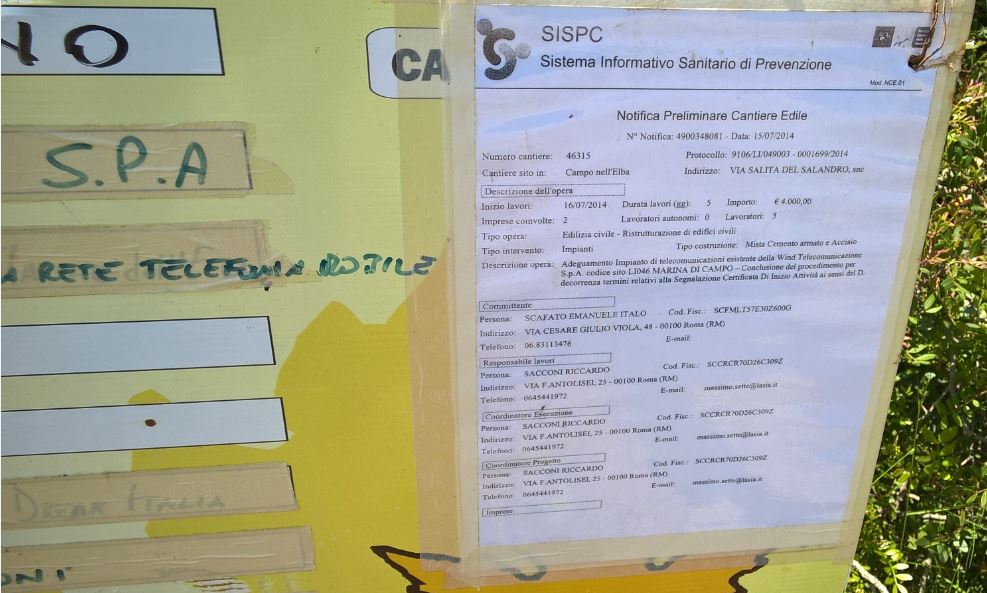 NO
S.P.A
A RETE TELEFONIA MOBILE
Dream Italia
ONI
CA
SISPC
Sistema Informativo Sanitario di Prevenzione
Mod. NCE.01
Notifica Preliminare Cantiere Edile
N° Notifica: 4900348081 - Data: 15/07/2014
Numero cantiere: 46315 Protocollo: 9106/LI/049003 - 0001699/2014
Cantiere sito in: Campo nell'Elba Indirizzo: VIA SALITA DEL SALANDRO, snc
Descrizione dell'opera
Inizio lavori: 16/07/2014 Durata lavori (gg): 5 Importo: € 4.000,00
Imprese coinvolte: 2 Lavoratori autonomi: 0 Lavoratori: 5
Tipo opera: Edilizia civile - Ristrutturazione di edifici civili
Tipo intervento: Impianti Tipo costruzione: Mista Cemento armato e Acciaio
Descrizione opera: Adeguamento Impianto di telecomunicazioni esistente della Wind Telecomunicazione
S.p.A. codice sito LI046 MARINA DI CAMPO – Conclusione del procedimento per
decorrenza termini relativi alla Segnalazione Certificata Di Inizio Attività ai sensi del D.
Committente
Persona: SCAFATO EMANUELE ITALO Cod. Fisc.: SCFMLT57E30Z600G
Indirizzo: VIA CESARE GIULIO VIOLA, 48 - 00100 Roma (RM)
Telefono: 06.83113476 E-mail:
Responsabile lavori
Persona: SACCONI RICCARDO Cod. Fisc.: SCCRCR70D26C309Z
Indirizzo: VIA F.ANTOLISEI, 25 - 00100 Roma (RM)
Telefono: 0645441972 E-mail: massimo.sette@lasia.it
Coordinatore Esecuzione
Persona: SACCONI RICCARDO Cod. Fisc.: SCCRCR70D26C309Z
Indirizzo: VIA F.ANTOLISEI, 25 - 00100 Roma (RM)
Telefono: 0645441972 E-mail: massimo.sette@lasia.it
Coordinatore Progetto
Persona: SACCONI RICCARDO Cod. Fisc.: SCCRCR70D26C309Z
Indirizzo: VIA F.ANTOLISEI, 25 - 00100 Roma (RM)
Telefono: 0645441972 E-mail: massimo.sette@lasia.it
Imprese